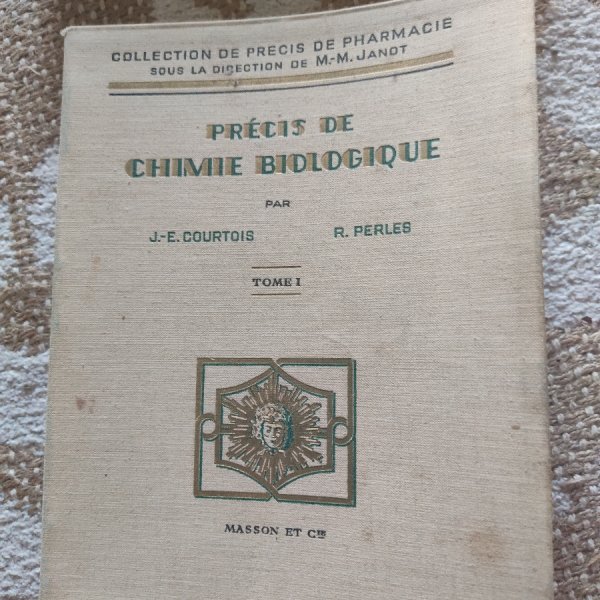 COLLECTION DE PRECIS DE PHARMACIE
SOUS LA DIRECTION DE M.-M. JANOT
PRÉCIS DE
CHIMIE BIOLOGIQUE
PAR
J.-E. COURTOIS R. PERLES
TOME I
MASSON ET Cie